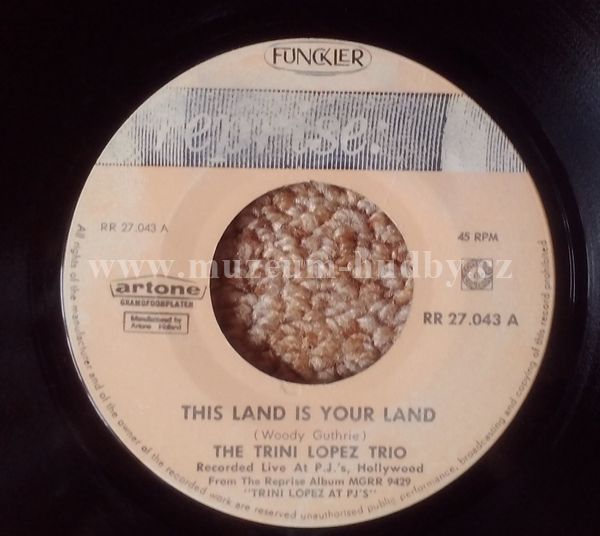 FUNCKLER
reprise:
RR 27.043 A
45 RPM
www.muzeum-hudby.cz
artone
GRAMOFOONPLATEN
Manufactured by
Artone Holland
RR 27.043 A
THIS LAND IS YOUR LAND
(Woody Guthrie)
THE TRINI LOPEZ TRIO
Recorded Live At P.J.'s, Hollywood
From The Reprise Album MGRR 9429
"TRINI LOPEZ AT PJ'S"
All rights of the manufacturer and of the owner of the recorded work are reserved unauthorised public performance, broadcasting and copying of this record prohibited